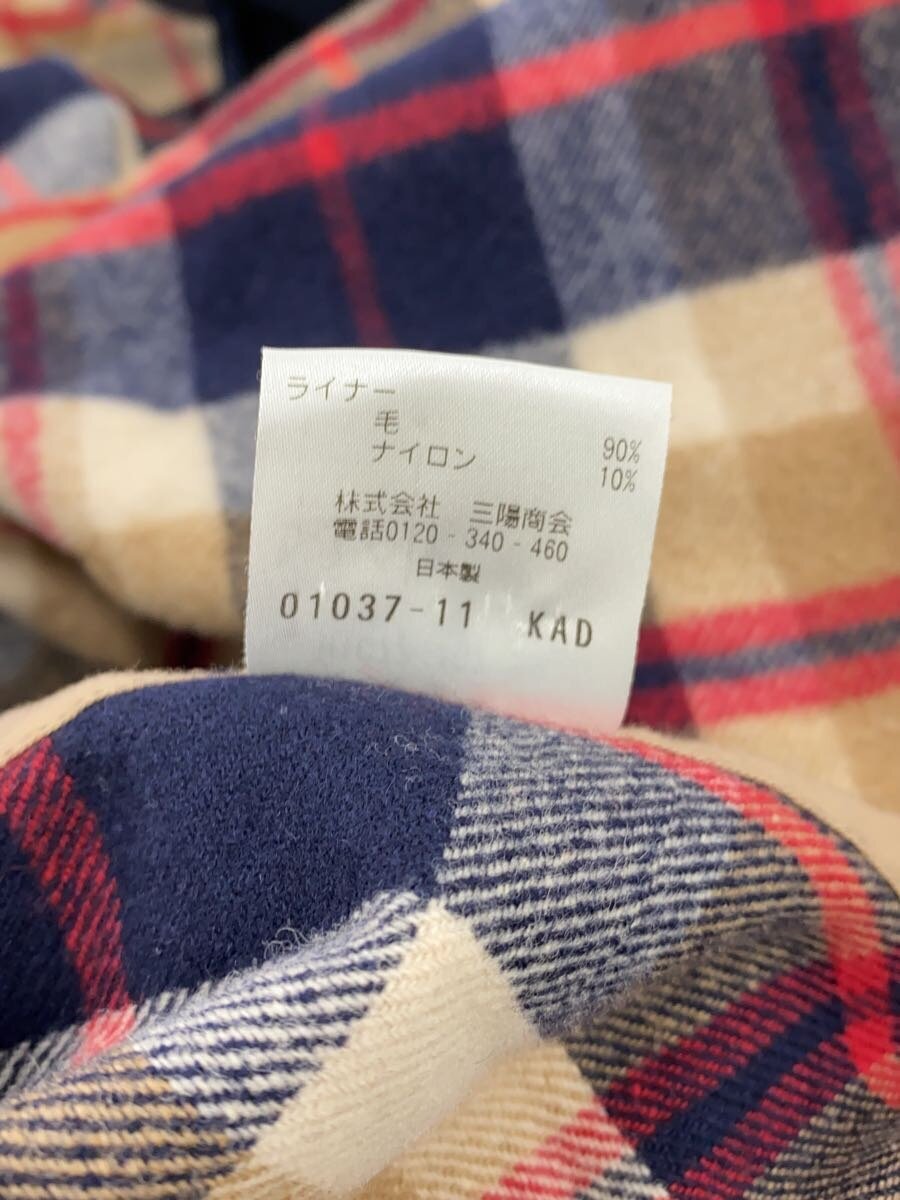 ライナー
毛 90%
ナイロン 10%
株式会社 三陽商会
電話0120-340-460
日本製
01037-11 KAD